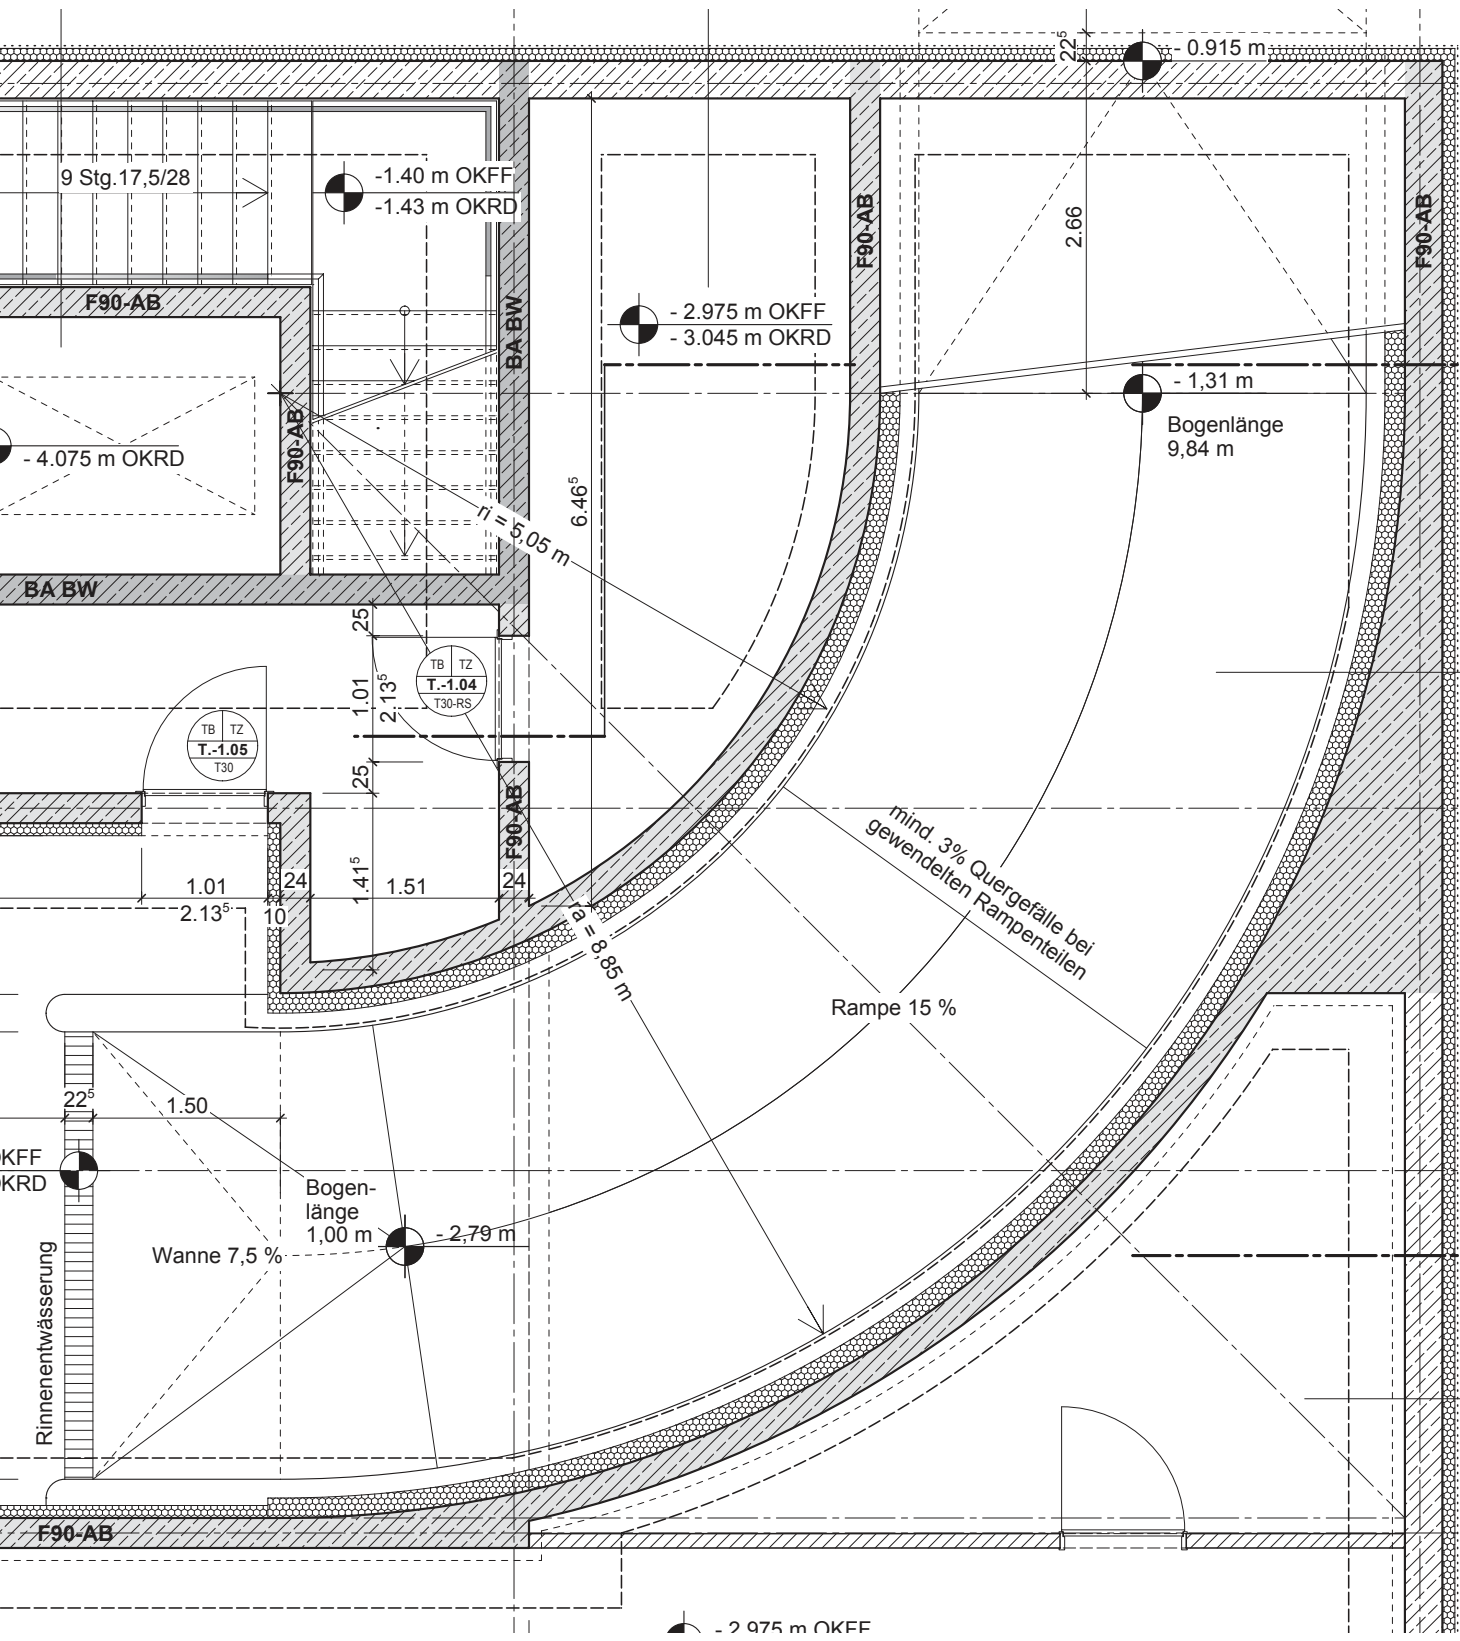 22⁵
- 0.915 m
9 Stg.17,5/28
-1.40 m OKFF
-1.43 m OKRD
F90-AB
F90-AB
2.66
F90-AB
BA BW
- 2.975 m OKFF
- 3.045 m OKRD
- 1,31 m
Bogenlänge
9,84 m
F90-AB
- 4.075 m OKRD
6.46⁵
ri = 5,05 m
BA BW
25
1.01
2.13⁵
25
TB TZ
T.-1.04
T30-RS
TB TZ
T.-1.05
T30
F90-AB
mind. 3% Quergefälle bei
gewendelten Rampenteilen
1.01
2.13⁵
24
10
1.41⁵
1.51
24
ra = 8,85 m
Rampe 15 %
22⁵
1.50
OKFF
OKRD
Bogen-
länge
1,00 m
- 2,79 m
Wanne 7,5 %
Rinnenentwässerung
F90-AB
- 2.975 m OKFF